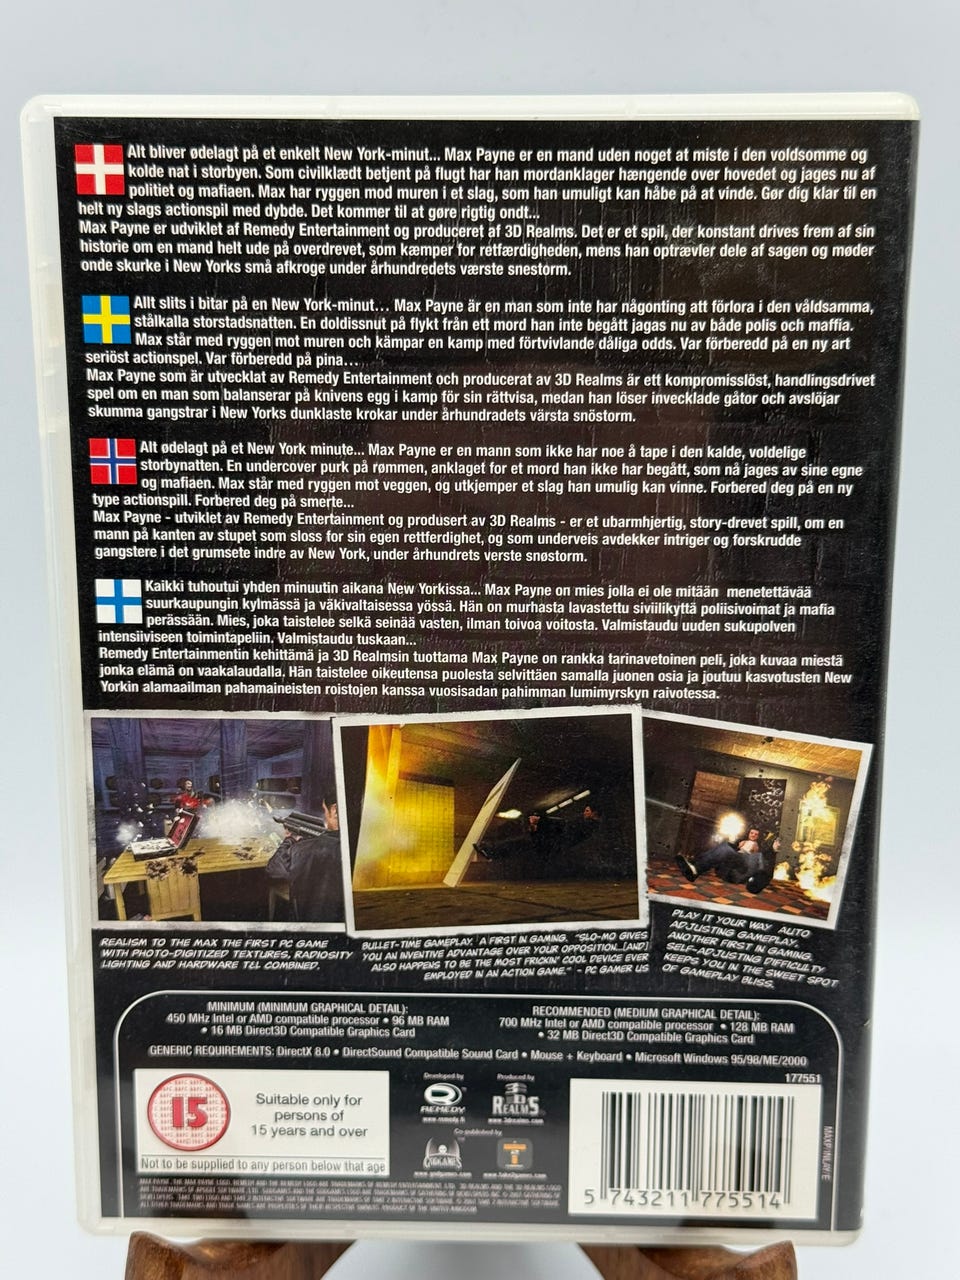 Alt bliver ødelagt på et enkelt New York-minut... Max Payne er en mand uden noget at miste i den voldsomme og
kolde nat i storbyen. Som civilklædt betjent på flugt har han mordanklager hængende over hovedet og jages nu af
politiet og mafiaen. Max har ryggen mod muren i et slag, som han umuligt kan håbe på at vinde. Gør dig klar til en
helt ny slags actionspil med dybde. Det kommer til at gøre rigtig ondt...
Max Payne er udviklet af Remedy Entertainment og produceret af 3D Realms. Det er et spil, der konstant drives frem af sin
historie om en mand helt ude på overdrevet, som kæmper for retfærdigheden, mens han optrævler dele af sagen og møder
onde skurke i New Yorks små afkroge under århundredets værste snestorm.
Allt slits i bitar på en New York-minut... Max Payne är en man som inte har någonting att förlora i den våldsamma,
stålkalla storstadsnatten. En doldissnut på flykt från ett mord han inte begått jagas nu av både polis och maffia.
Max står med ryggen mot muren och kämpar en kamp med förtvivlande dåliga odds. Var förberedd på en ny art
seriöst actionspel. Var förberedd på pina...
Max Payne som är utvecklat av Remedy Entertainment och producerat av 3D Realms är ett kompromisslöst, handlingsdrivet
spel om en man som balanserar på knivens egg i kamp för sin rättvisa, medan han löser invecklade gåtor och avslöjar
skumma gangstrar i New Yorks dunklaste krokar under århundradets värsta snöstorm.
Alt ødelagt på et New York minute... Max Payne er en mann som ikke har noe å tape i den kalde, voldelige
storbynatten. En undercover purk på rømmen, anklaget for et mord han ikke har begått, som nå jages av sine egne
og mafiaen. Max står med ryggen mot veggen, og utkjemper et slag han umulig kan vinne. Forbered deg på en ny
type actionspill. Forbered deg på smerte...
Max Payne - utviklet av Remedy Entertainment og produsert av 3D Realms - er et ubarmhjertig, story-drevet spill, om en
mann på kanten av stupet som sloss for sin egen rettferdighet, og som underveis avdekker intriger og forskrudde
gangstere i det grumsete indre av New York, under århundrets verste snøstorm.
Kaikki tuhoutui yhden minuutin aikana New Yorkissa... Max Payne on mies jolla ei ole mitään menetettävää
suurkaupungin kylmässä ja väkivaltaisessa yössä. Hän on murhasta lavastettu siviilikyttä poliisivoimat ja mafia
perässään. Mies, joka taistelee selkä seinää vasten, ilman toivoa voitosta. Valmistaudu uuden sukupolven
intensiiviseen toimintapeliin, Valmistaudu tuskaan...
Remedy Entertainmentin kehittämä ja 3D Realmsin tuottama Max Payne on rankka tarinavetoinen peli, joka kuvaa miestä
jonka elämä on vaakalaudalla. Hän taistelee oikeutensa puolesta selvittäen samalla juonen osia ja joutuu kasvotusten New
Yorkin alamaailman pahamaineisten roistojen kanssa vuosisadan pahimman lumimyrskyn raivotessa.
REALISM TO THE MAX THE FIRST PC GAME
WITH PHOTO-DIGITIZED TEXTURES, RADIOSITY
LIGHTING AND HARDWARE T&L COMBINED.
BULLET-TIME GAMEPLAY. A FIRST IN GAMING. "SLO-MO GIVES
YOU AN INVENTIVE ADVANTAGE OVER YOUR OPPOSITION...[AND]
ALSO HAPPENS TO BE THE MOST FRICKIN' COOL DEVICE EVER
EMPLOYED IN AN ACTION GAME." - PC GAMER US
PLAY IT YOUR WAY AUTO
ADJUSTING GAMEPLAY.
ANOTHER FIRST IN GAMING.
SELF-ADJUSTING DIFFICULTY
KEEPS YOU IN THE SWEET SPOT
OF GAMEPLAY BLISS.
MINIMUM (MINIMUM GRAPHICAL DETAIL):
450 MHz Intel or AMD compatible processor • 96 MB RAM
• 16 MB Direct3D Compatible Graphics Card
RECOMMENDED (MEDIUM GRAPHICAL DETAIL):
700 MHz Intel or AMD compatible processor • 128 MB RAM
• 32 MB Direct3D Compatible Graphics Card
GENERIC REQUIREMENTS: DirectX 8.0 • DirectSound Compatible Sound Card • Mouse + Keyboard • Microsoft Windows 95/98/ME/2000
177551
15
Suitable only for
persons of
15 years and over
Not to be supplied to any person below that age
Developed by
REMEDY
www.remedy.fi
Produced by
3D REALMS
www.3drealms.com
Co-published by
GODGAMES
www.godgames.com
www.take2games.com
5 743211 775514